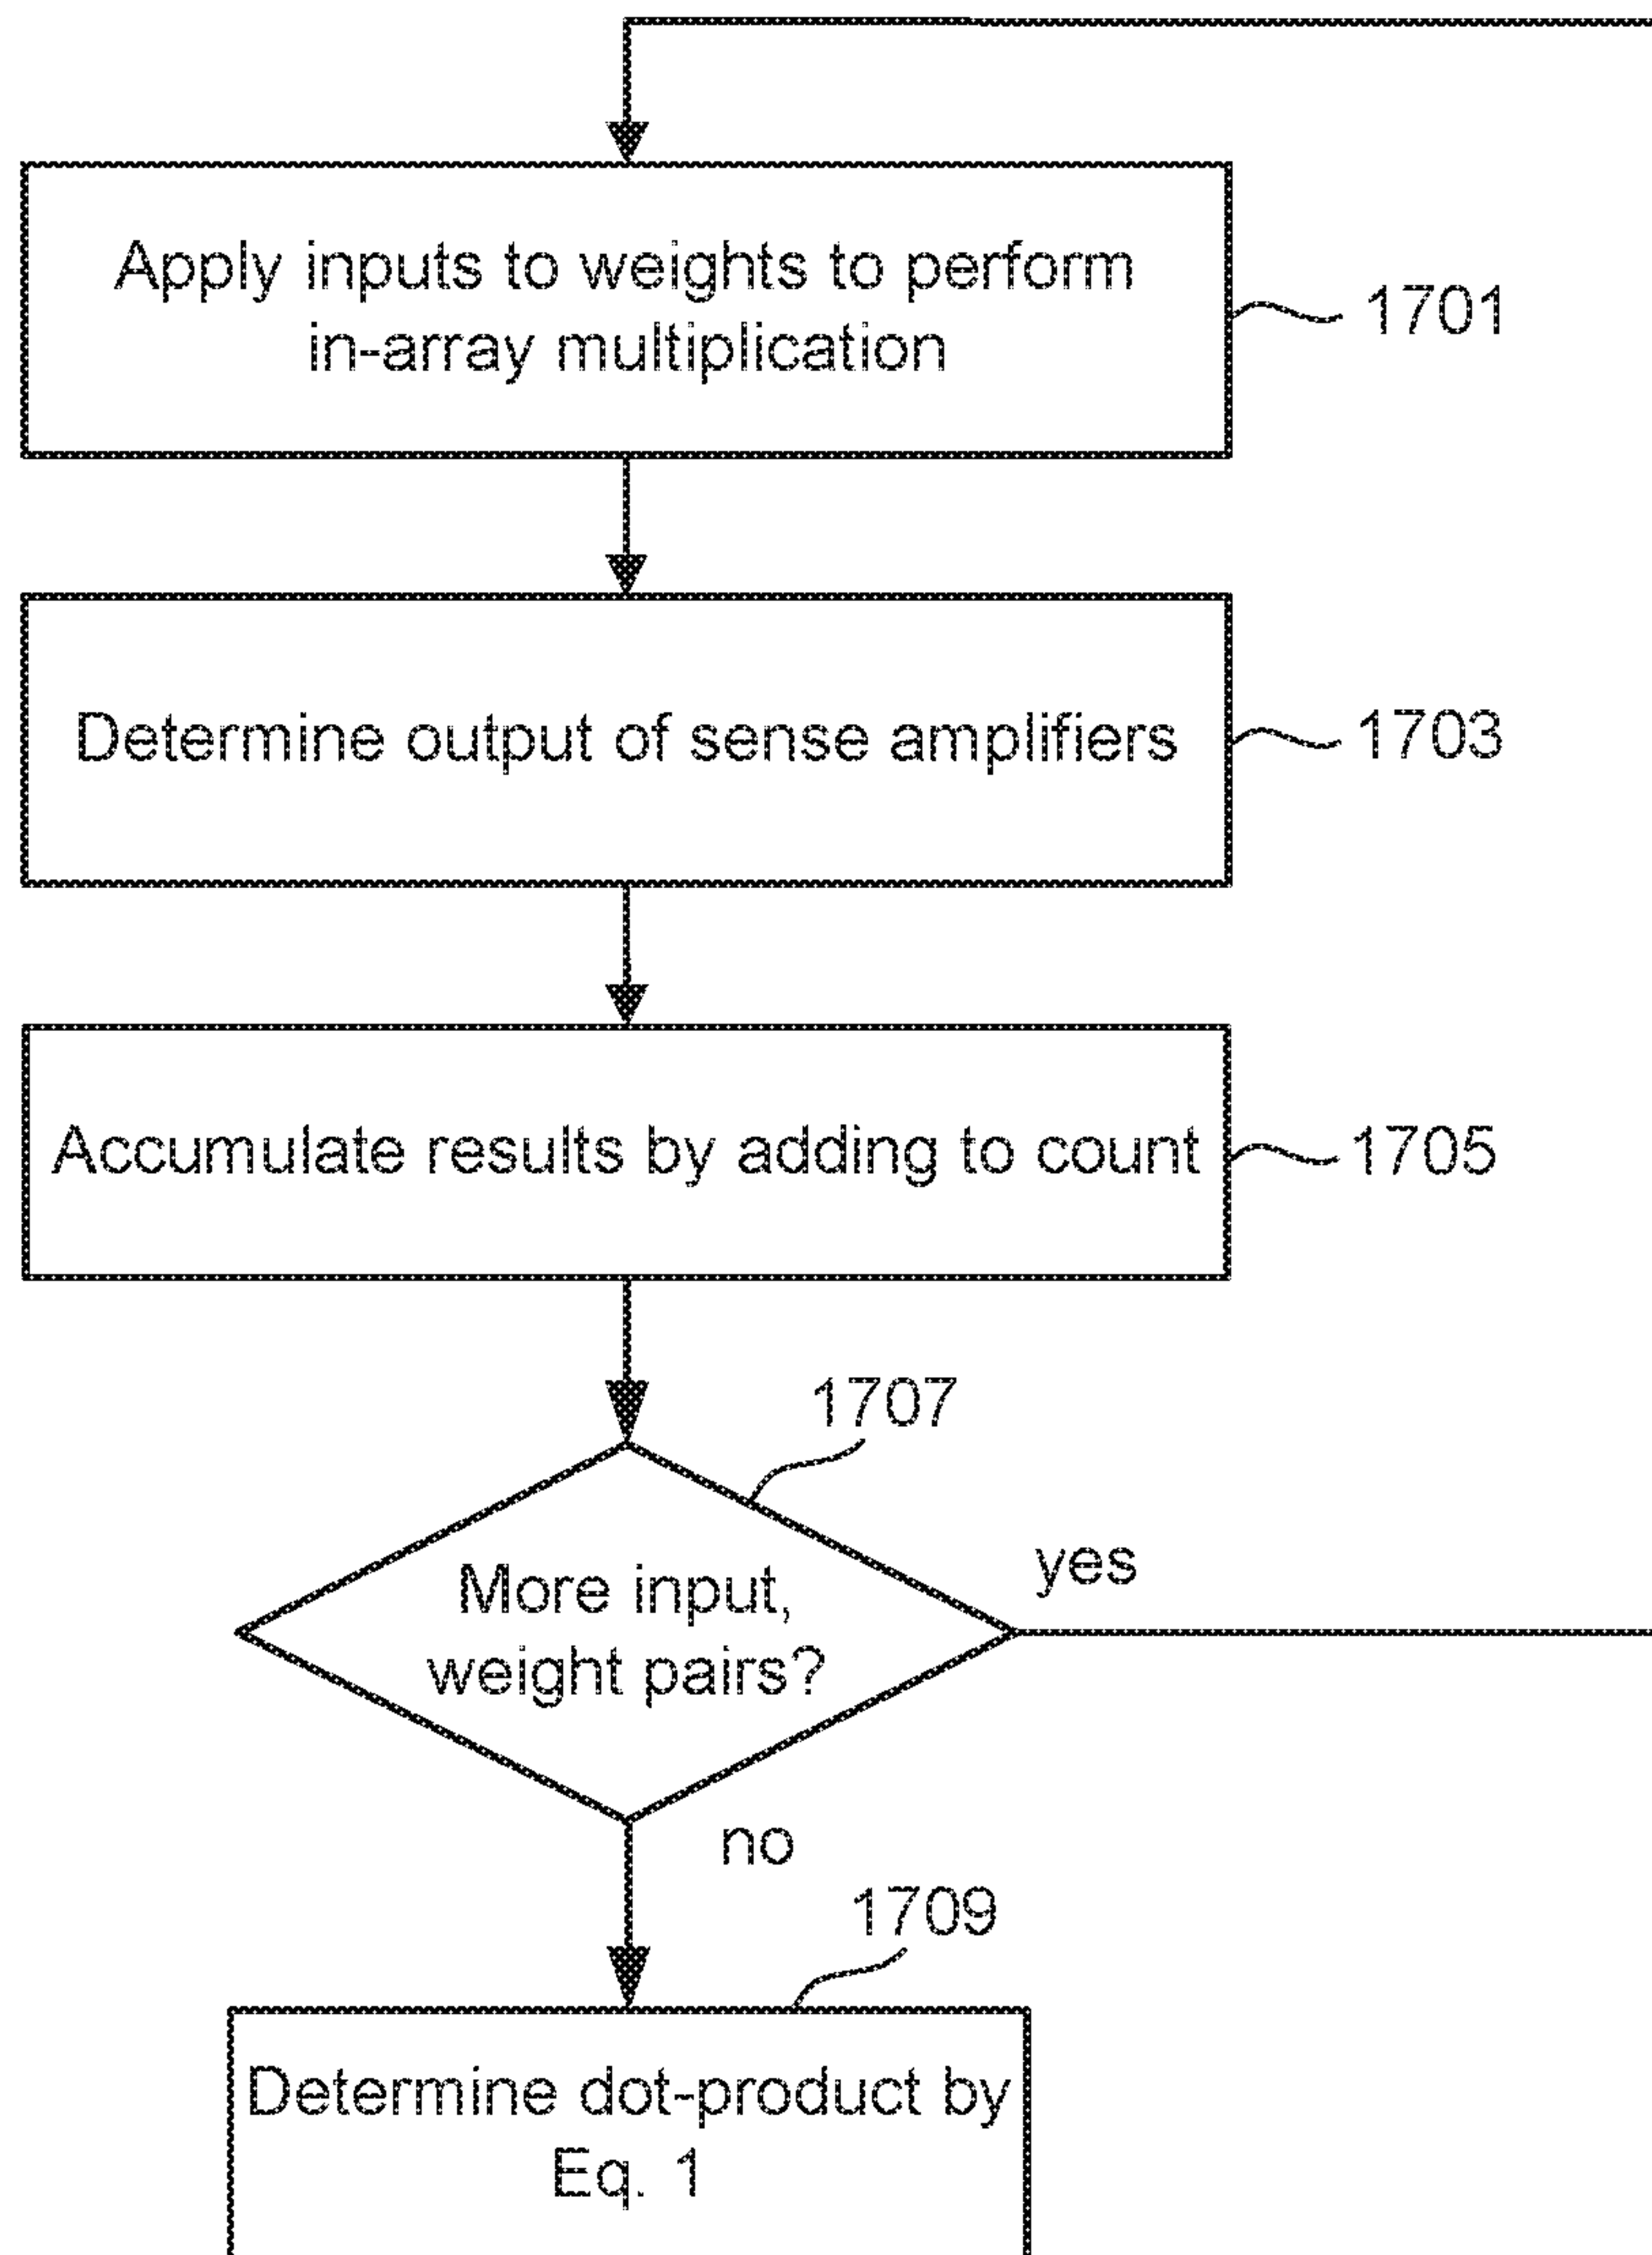 Apply inputs to weights to perform
in-array multiplication
1701
Determine output of sense amplifiers
1703
Accumulate results by adding to count
1705
1707
More input,
weight pairs?
yes
no
1709
Determine dot-product by
Eq. 1